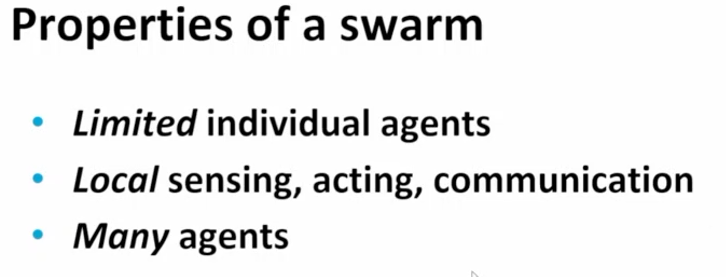 Properties of a swarm
• Limited individual agents
• Local sensing, acting, communication
• Many agents